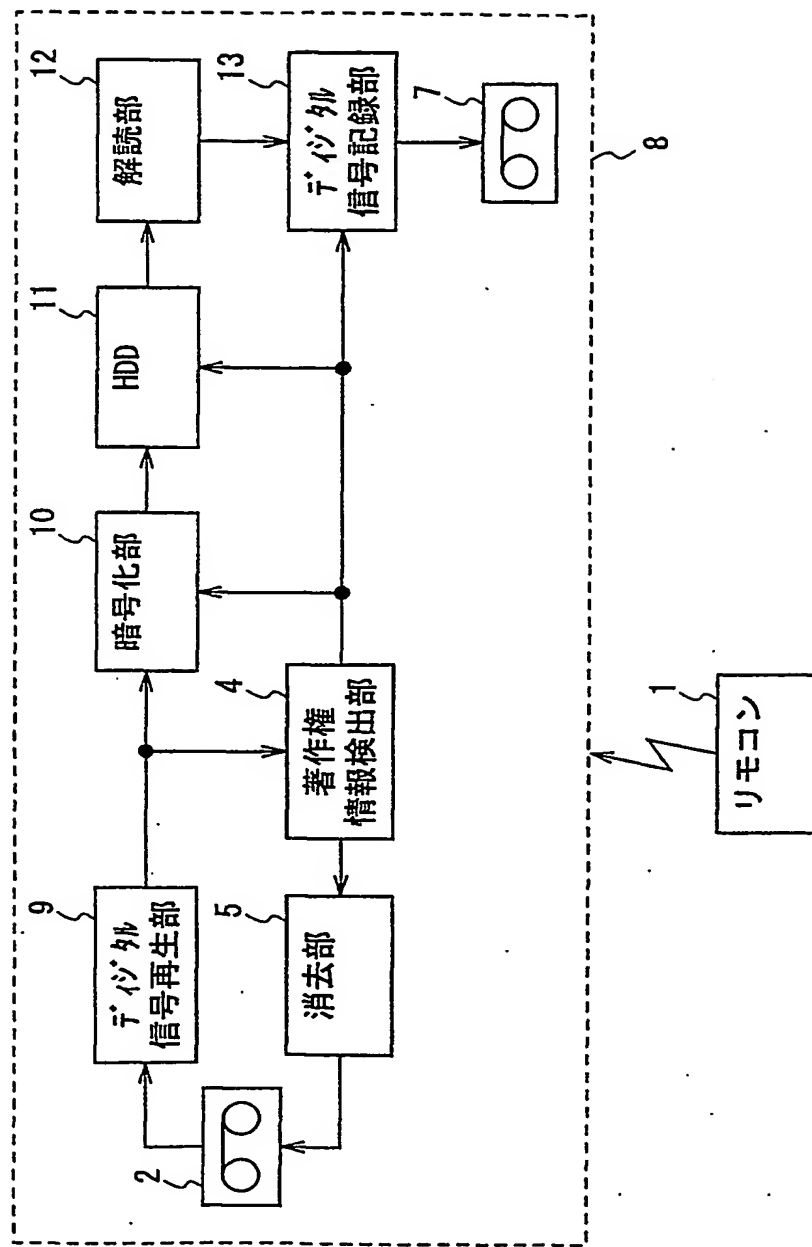 9
ディジタル
信号再生部
10
暗号化部
11
HDD
12
解読部
2
5
消去部
4
著作権
情報検出部
13
ディジタル
信号記録部
7
8
1
リモコン